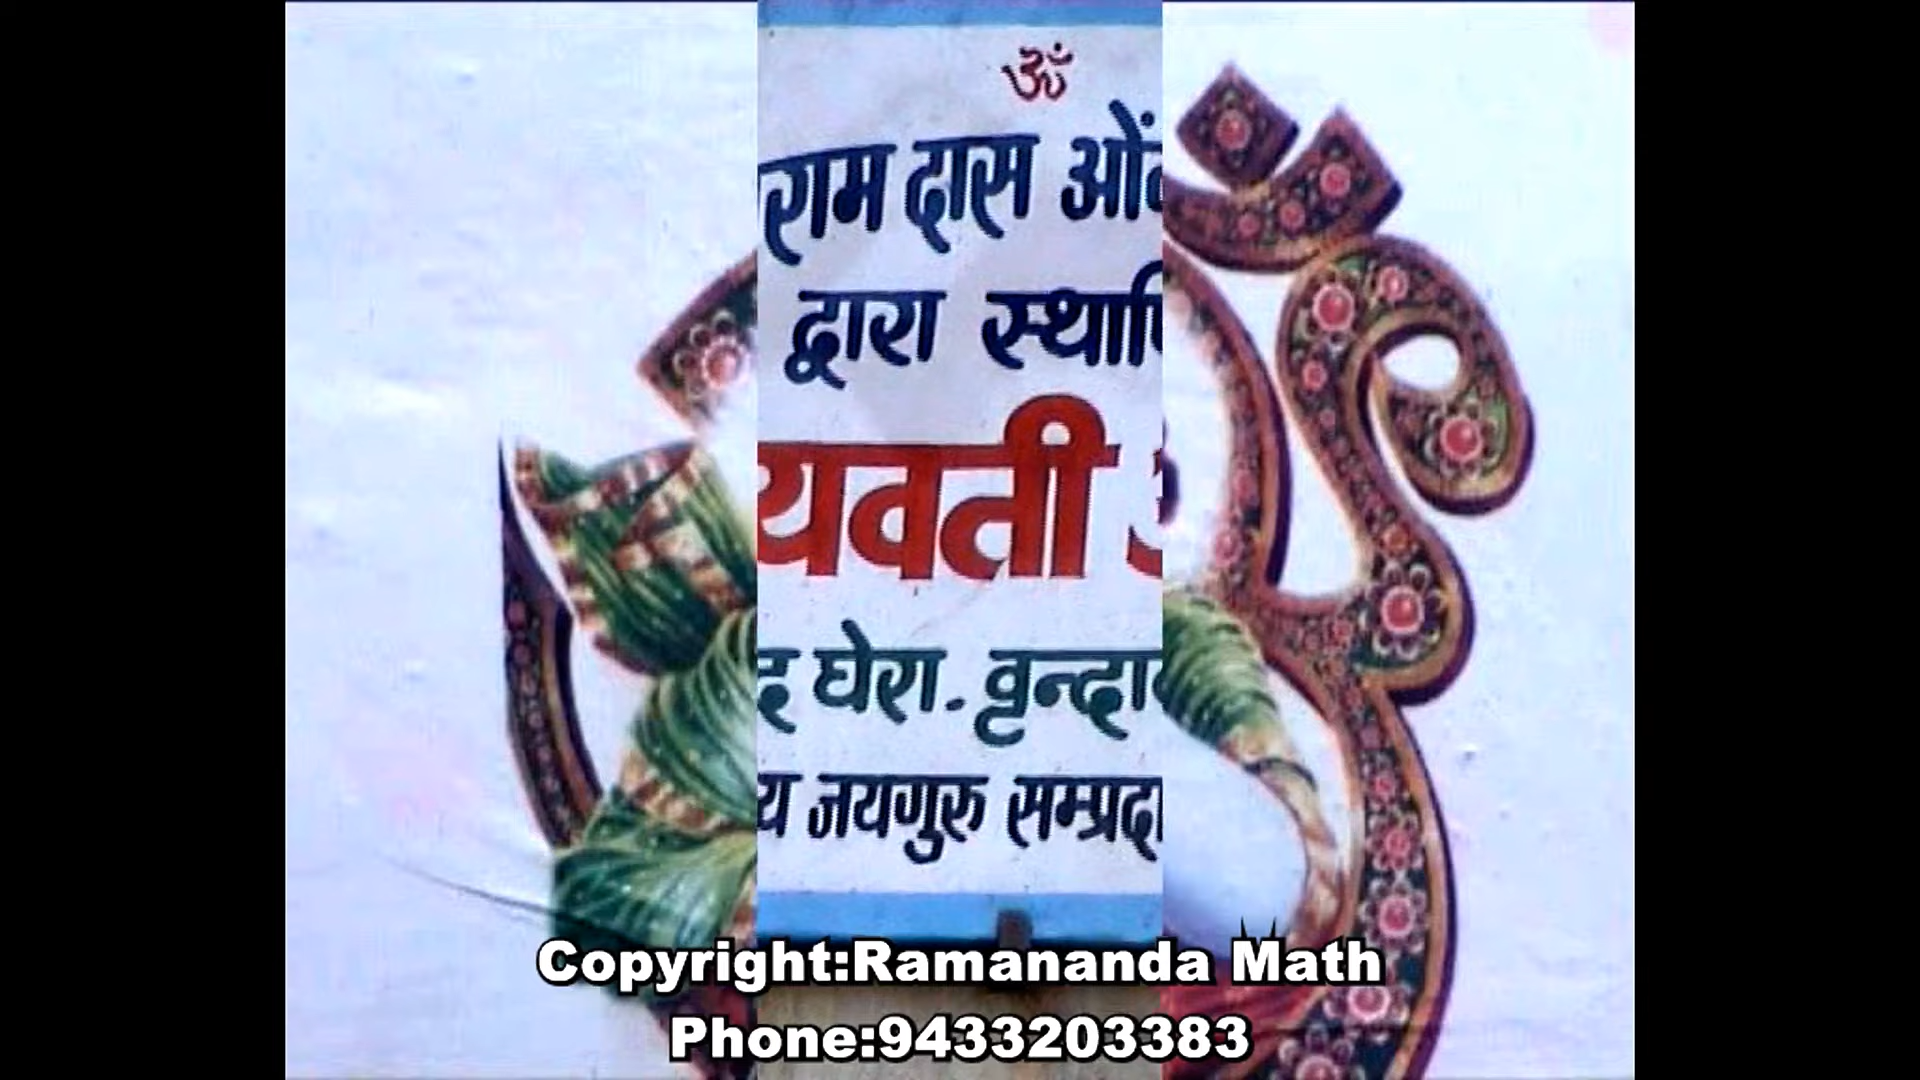 ॐ
राम दास ओं
द्वारा स्थापि
यवती
द घेरा. वृन्दाव
य जयगुरु सम्प्रदा
Copyright:Ramananda Math
Phone:9433203383